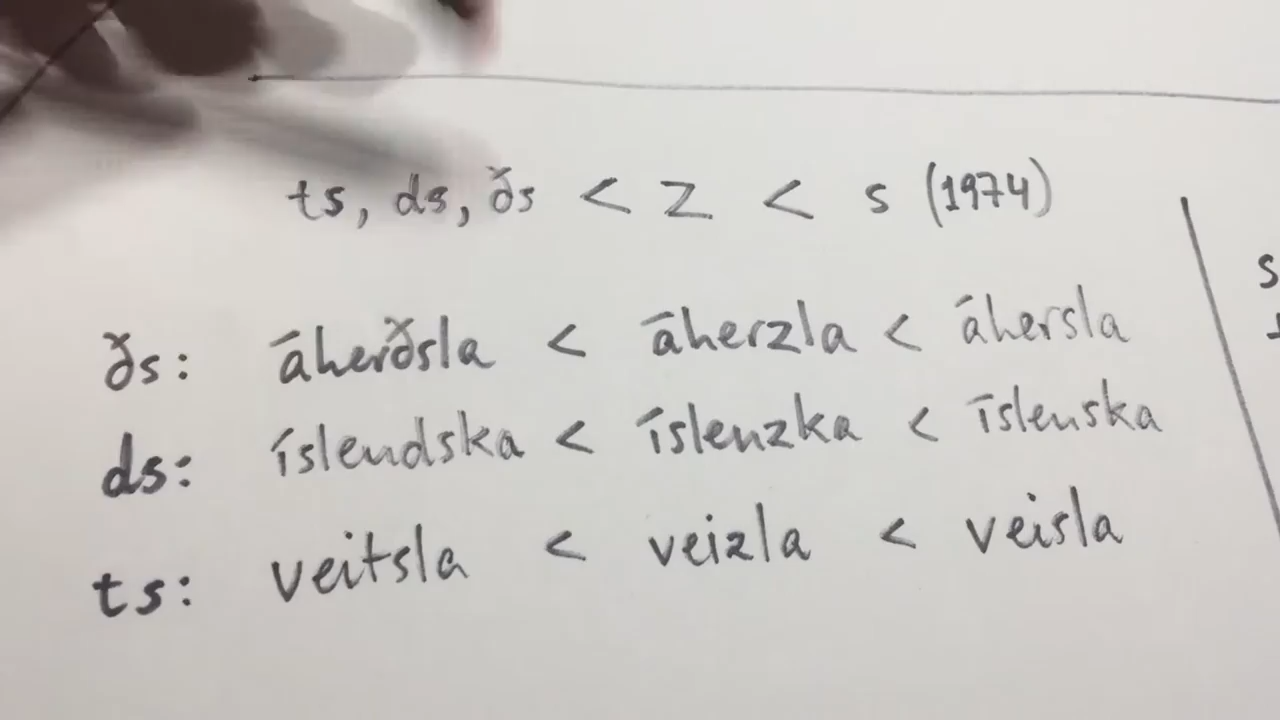 ts, ds, ðs < z < s (1974)
ðs: áherðsla < áherzla < áhersla
ds: íslendska < íslenzka < íslenska
ts: veitsla < veizla < veisla
s